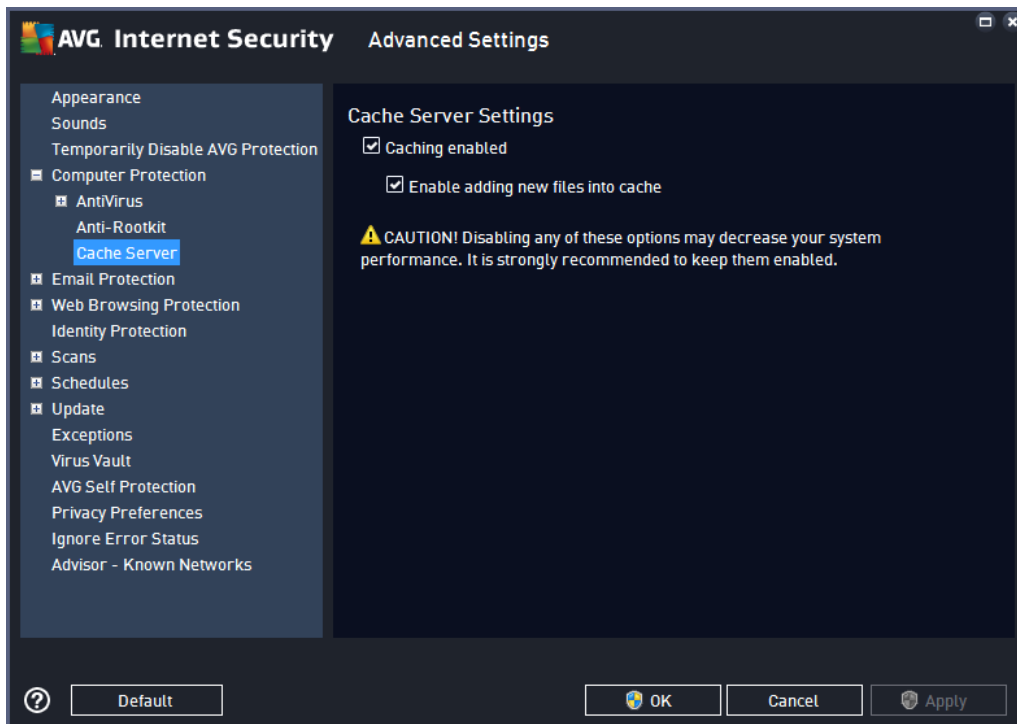 AVG. Internet Security Advanced Settings
Appearance
Sounds
Temporarily Disable AVG Protection
Computer Protection
AntiVirus
Anti-Rootkit
Cache Server
Email Protection
Web Browsing Protection
Identity Protection
Scans
Schedules
Update
Exceptions
Virus Vault
AVG Self Protection
Privacy Preferences
Ignore Error Status
Advisor - Known Networks
Cache Server Settings
Caching enabled
Enable adding new files into cache
CAUTION! Disabling any of these options may decrease your system
performance. It is strongly recommended to keep them enabled.
? Default OK Cancel Apply